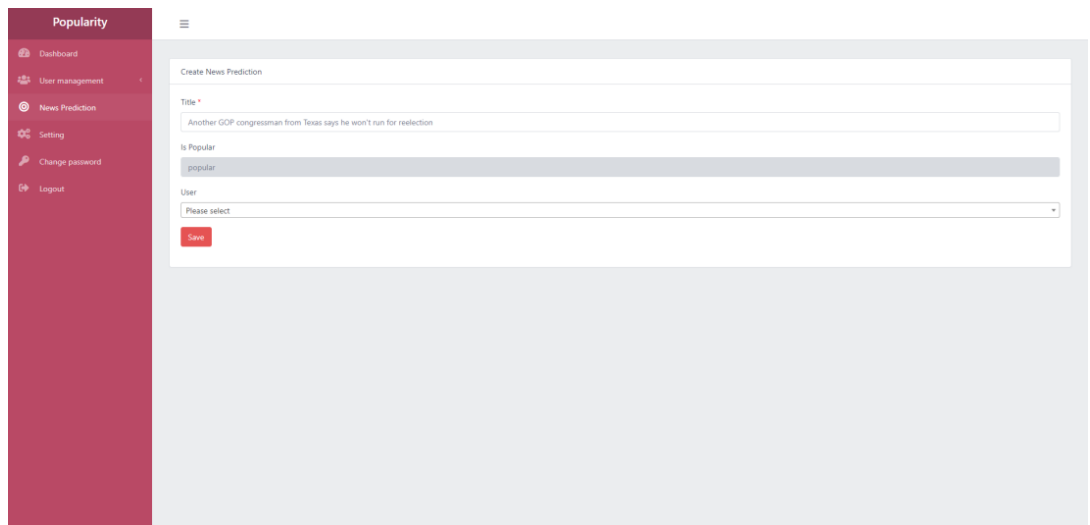 Popularity
Dashboard
User management
News Prediction
Setting
Change password
Logout
Create News Prediction
Title *
Another GOP congressman from Texas says he won't run for reelection
Is Popular
popular
User
Please select
Save